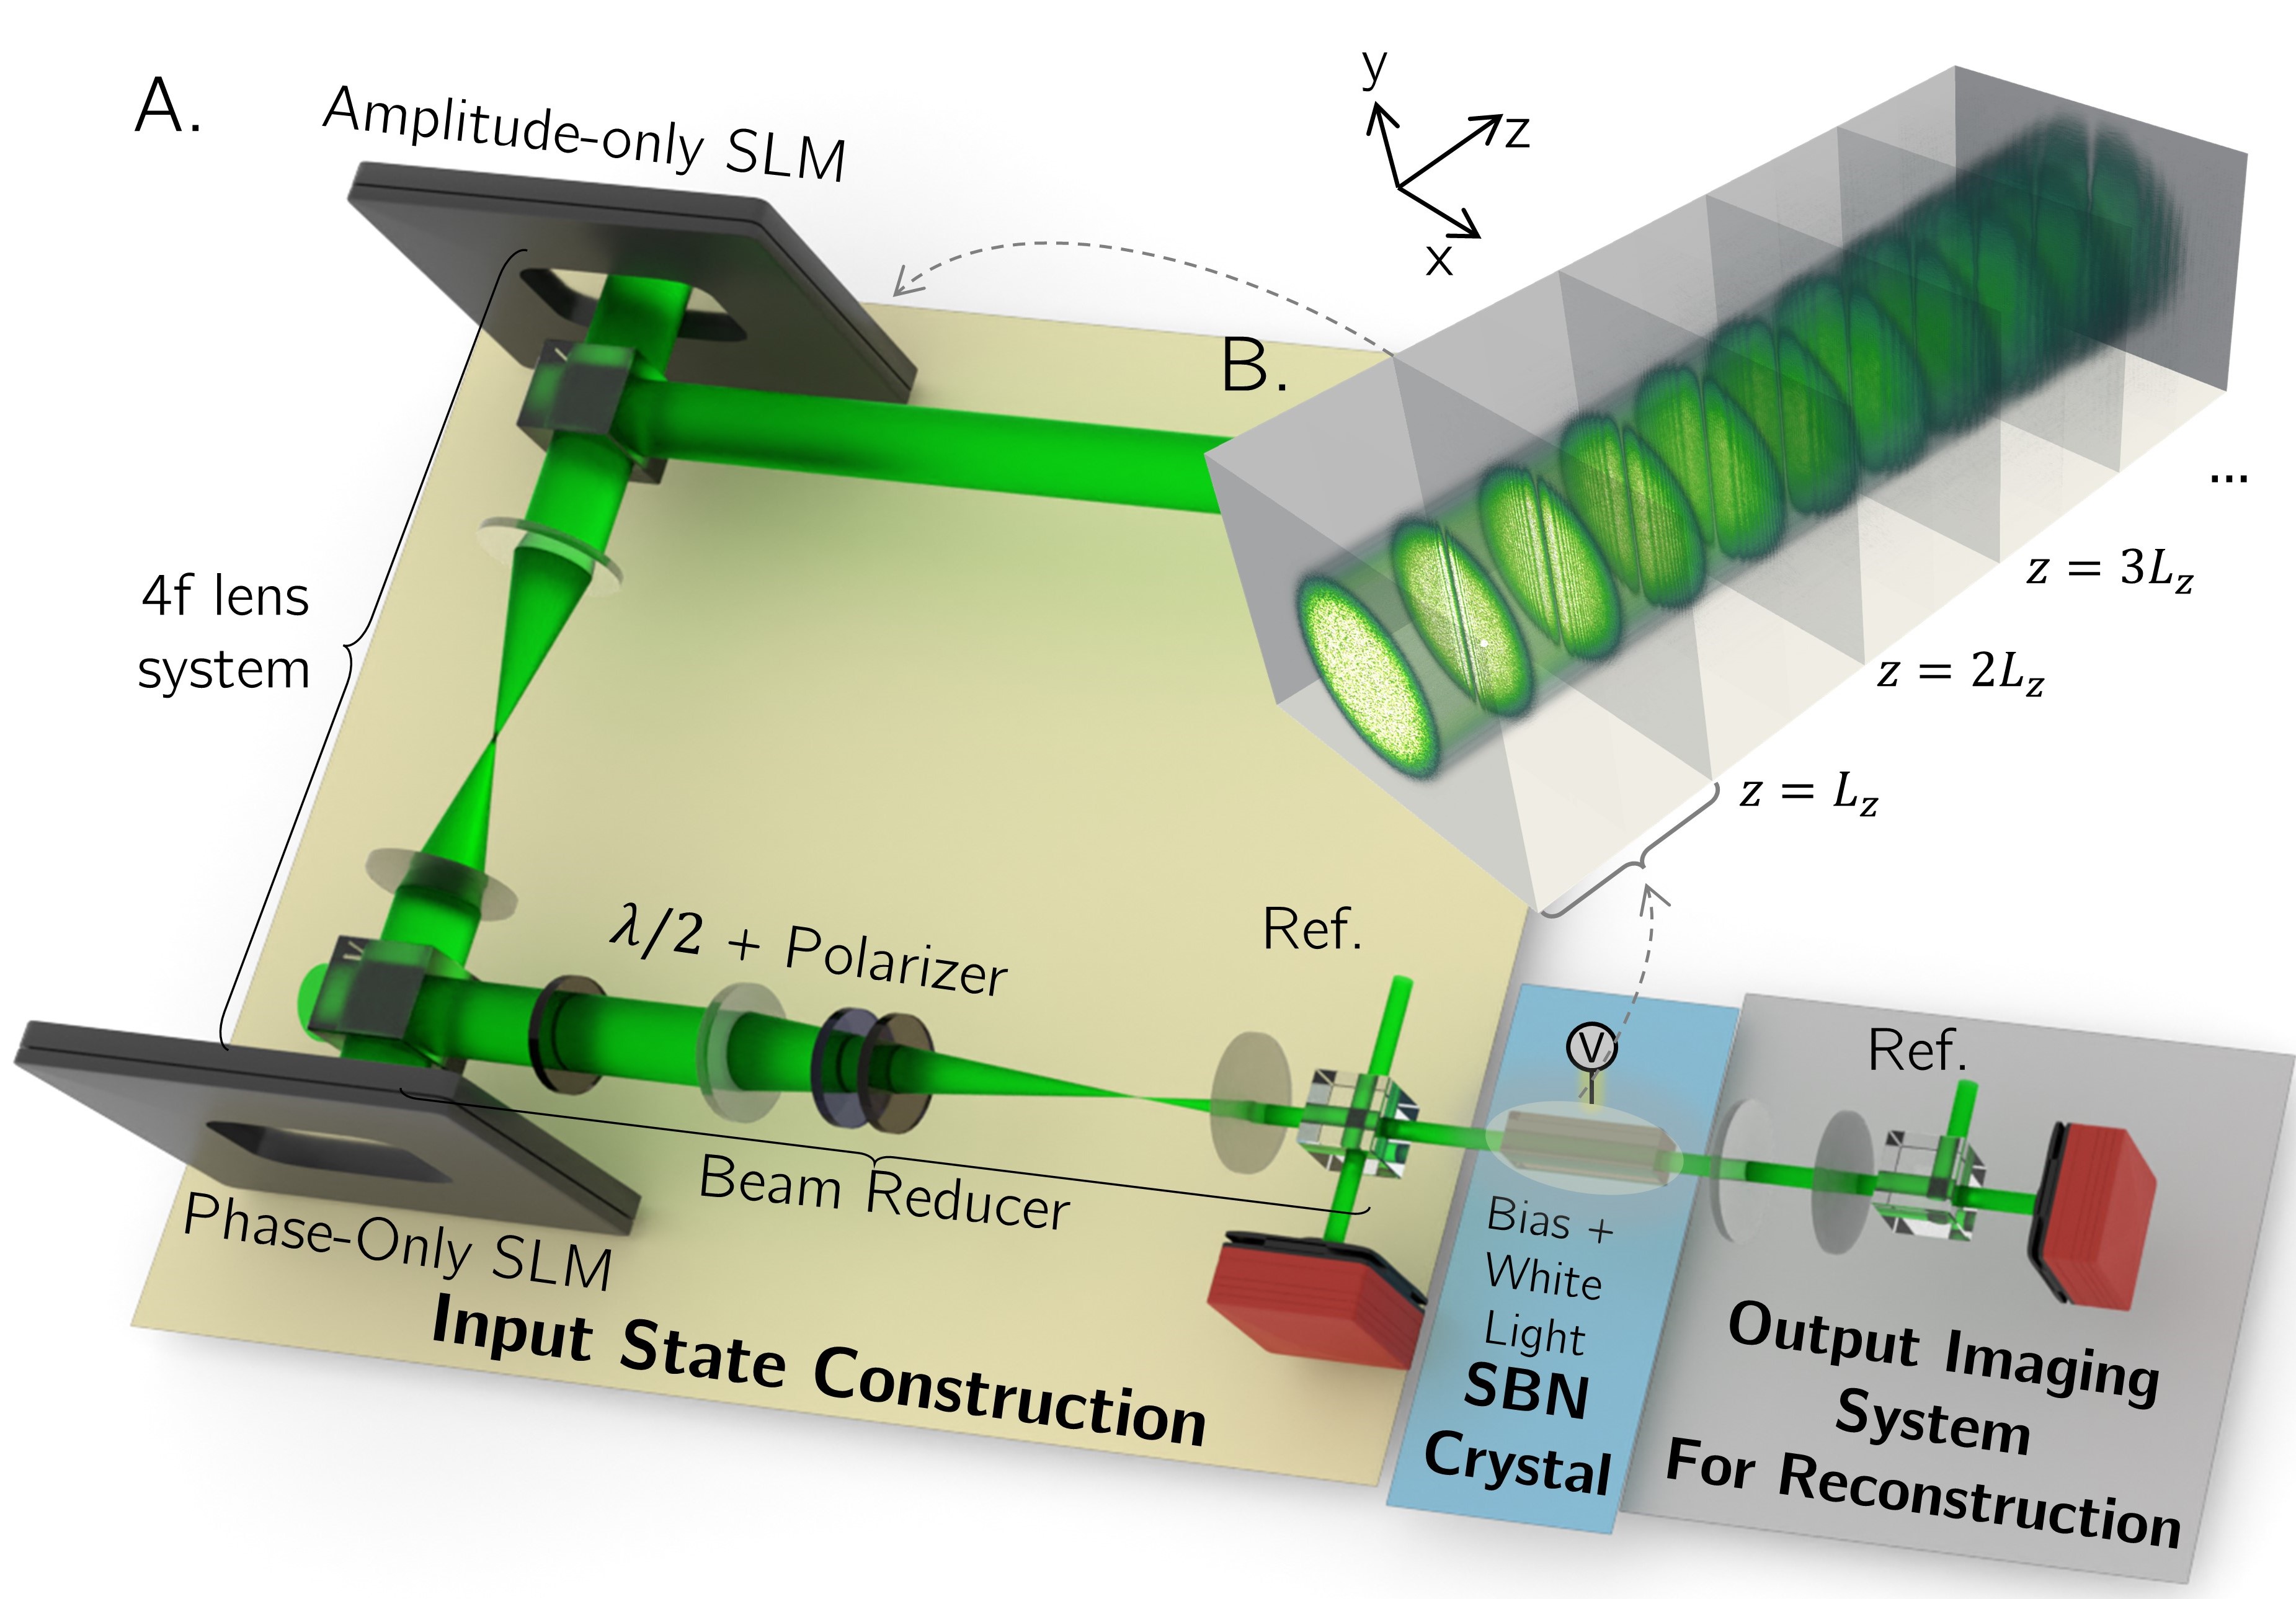 A.
Amplitude-only SLM
y
z
x
B.
4f lens
system
...
z = 3L_z
z = 2L_z
z = L_z
λ/2 + Polarizer
Ref.
V
Ref.
Beam Reducer
Phase-Only SLM
Input State Construction
Bias +
White
Light
SBN
Crystal
Output Imaging
System
For Reconstruction